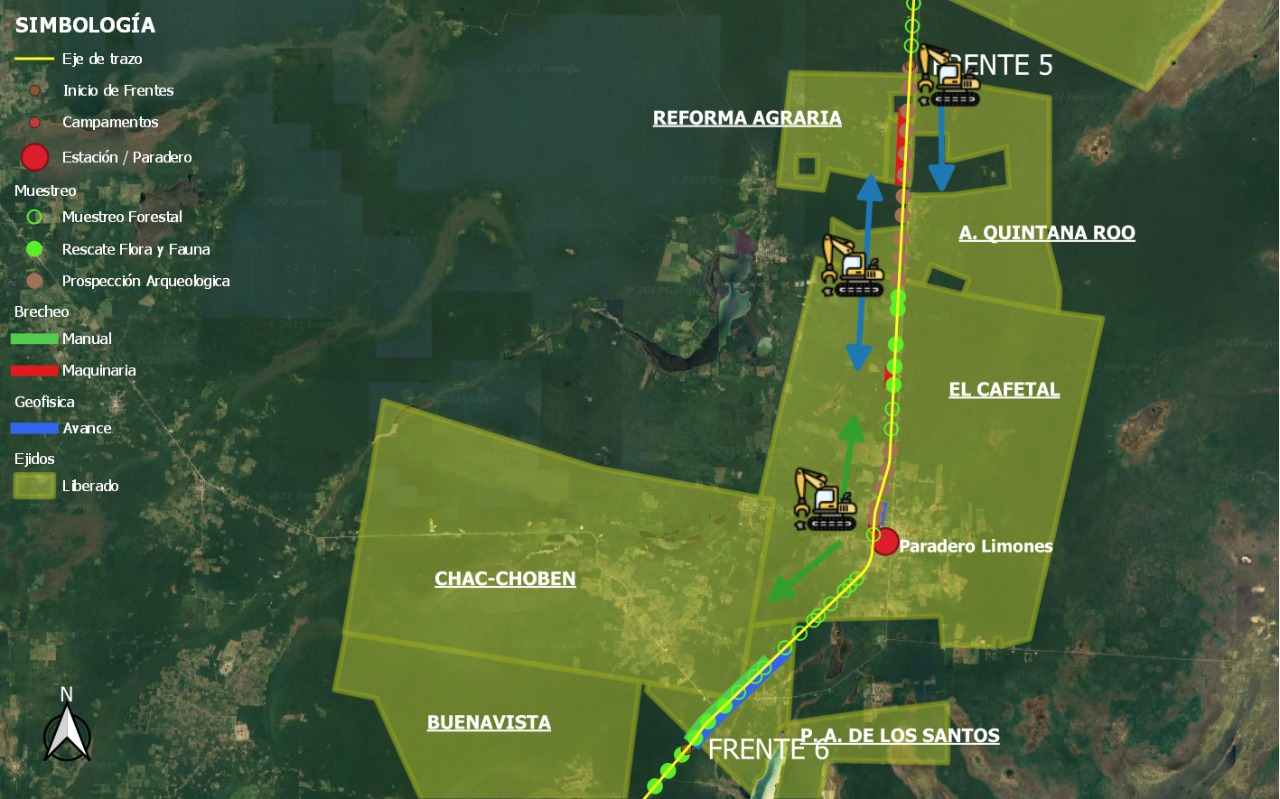 SIMBOLOGÍA
Eje de trazo
Inicio de Frentes
Campamentos
Estación / Paradero
Muestreo
Muestreo Forestal
Rescate Flora y Fauna
Prospección Arqueologica
Brecheo
Manual
Maquinaria
Geofisica
Avance
Ejidos
Liberado
N
FRENTE 5
REFORMA AGRARIA
A. QUINTANA ROO
EL CAFETAL
Paradero Limones
CHAC-CHOBEN
BUENAVISTA
P. A. DE LOS SANTOS
FRENTE 6